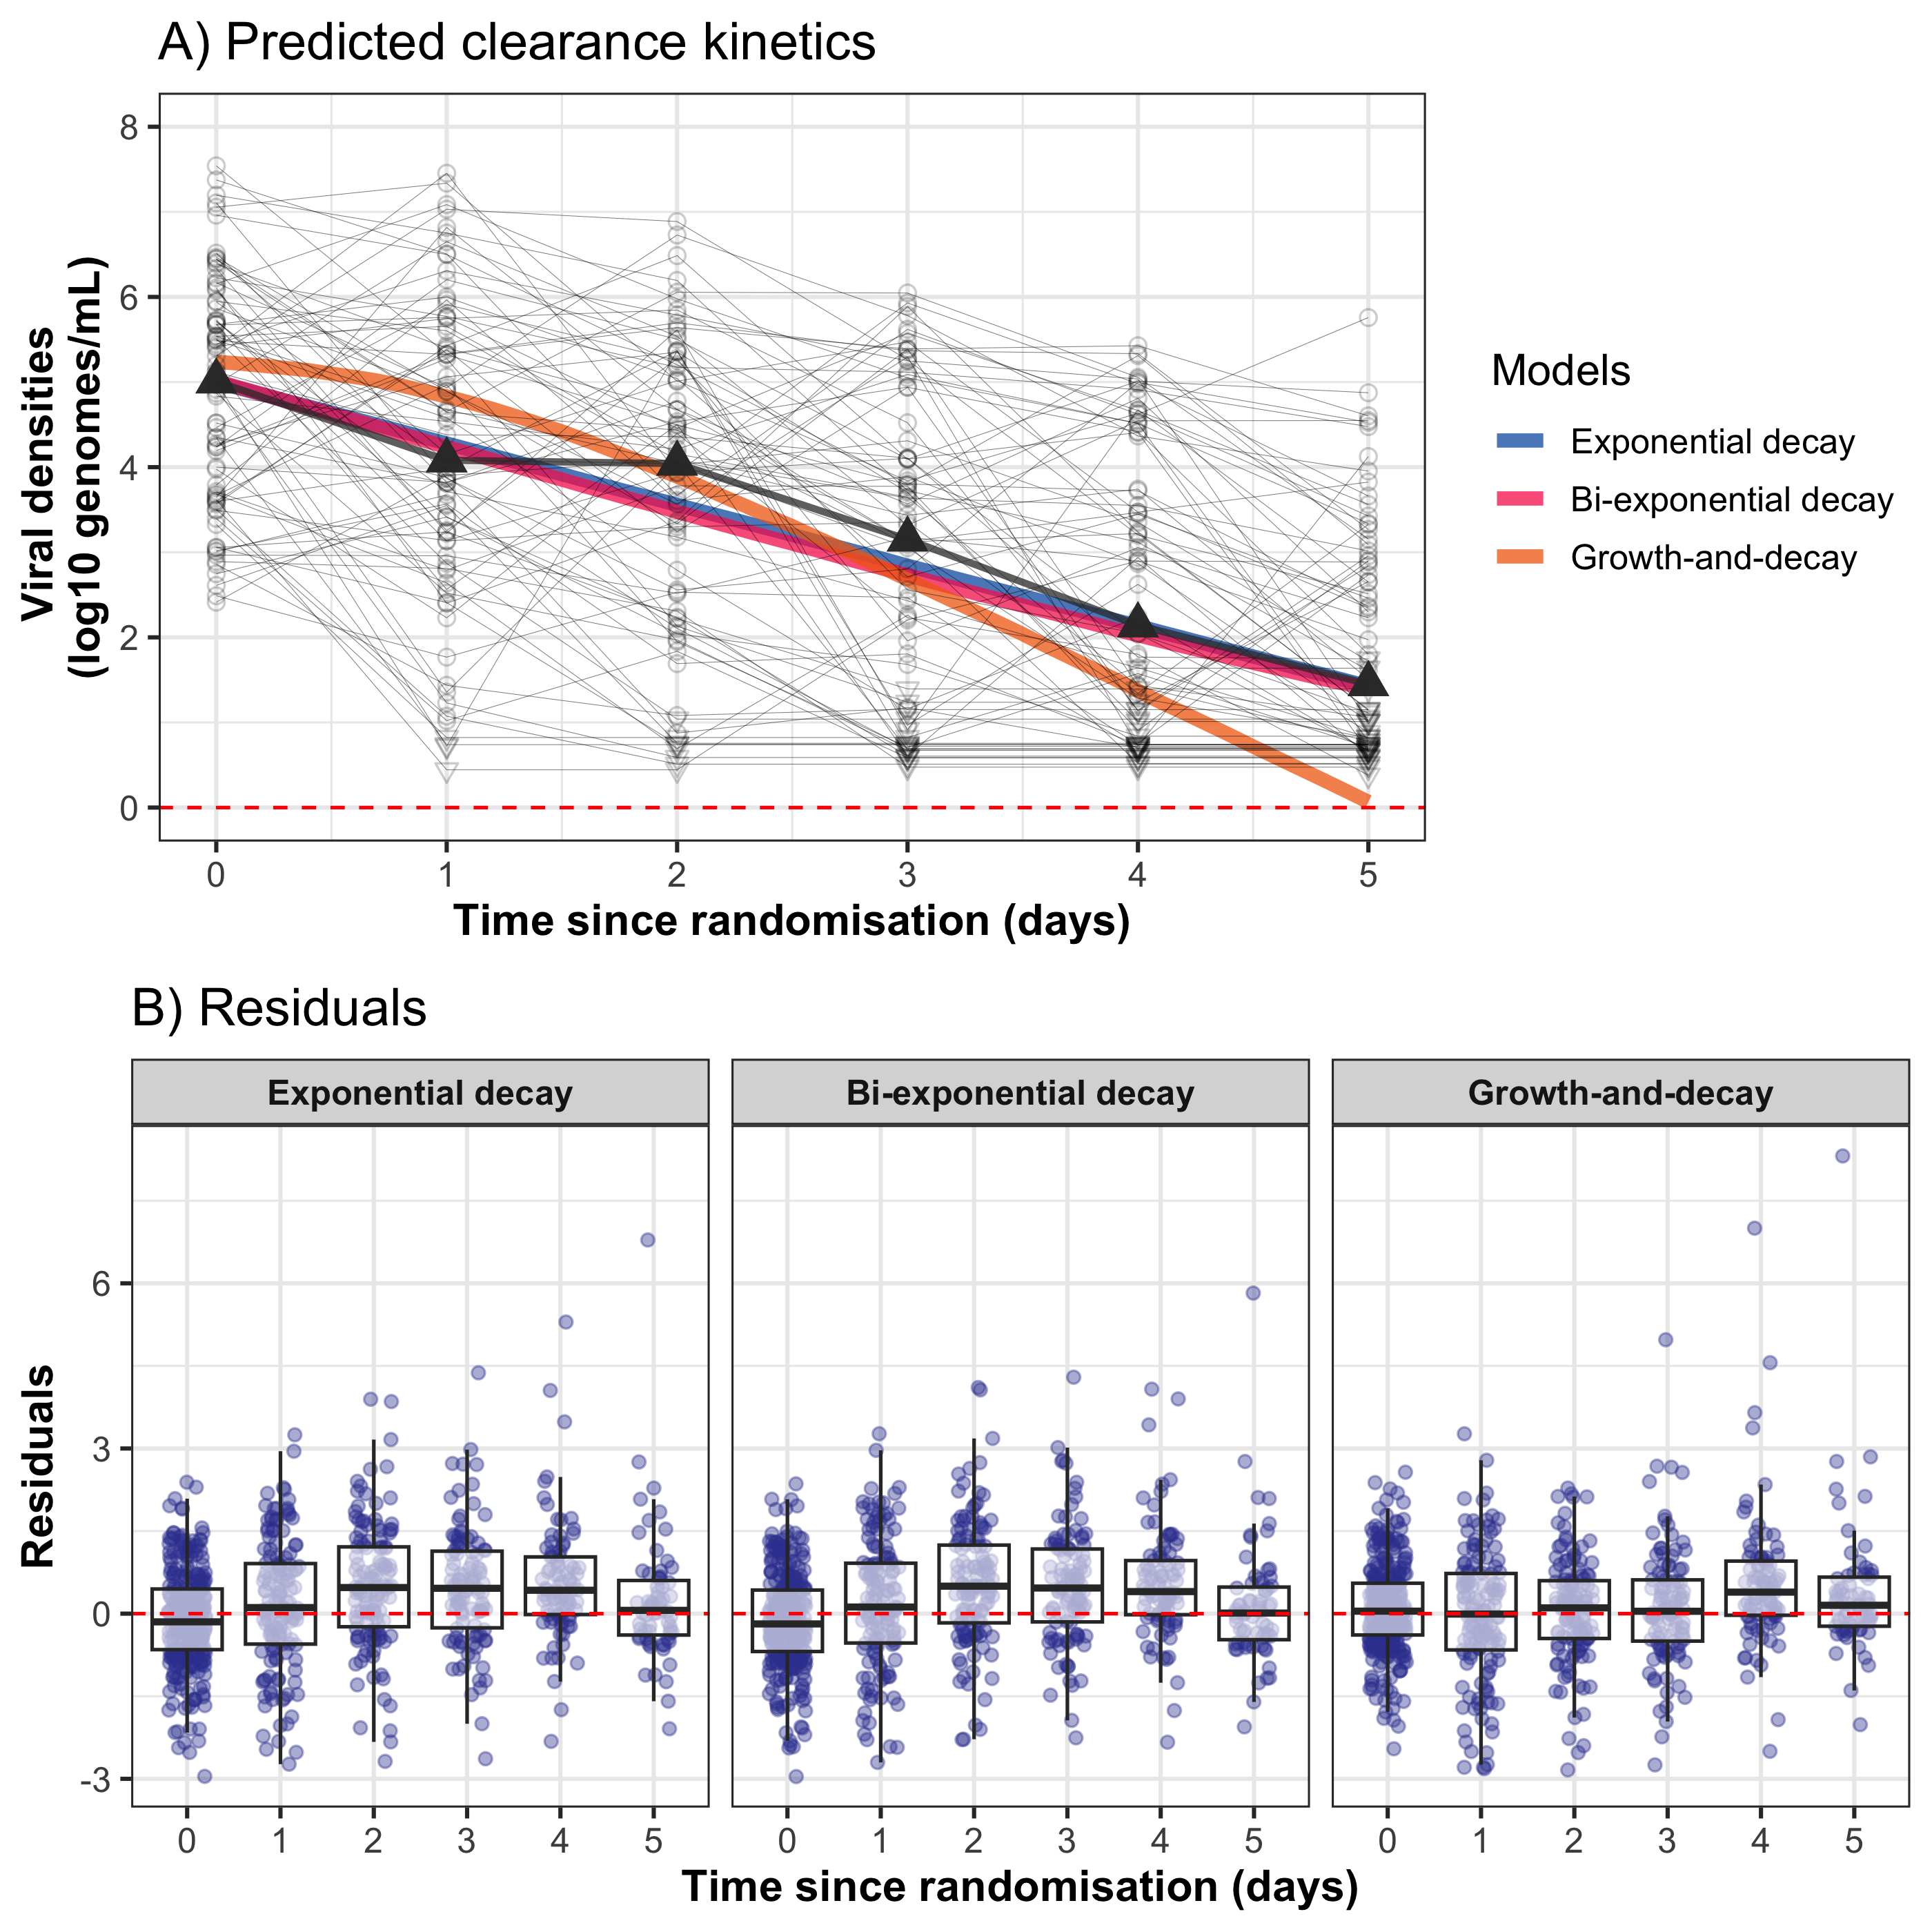 A) Predicted clearance kinetics
Viral densities
(log10 genomes/mL)
8
6
4
2
0
0 1 2 3 4 5
Time since randomisation (days)
Models
Exponential decay
Bi-exponential decay
Growth-and-decay
B) Residuals
Exponential decay Bi-exponential decay Growth-and-decay
Residuals
6
3
0
-3
0 1 2 3 4 5 0 1 2 3 4 5 0 1 2 3 4 5
Time since randomisation (days)